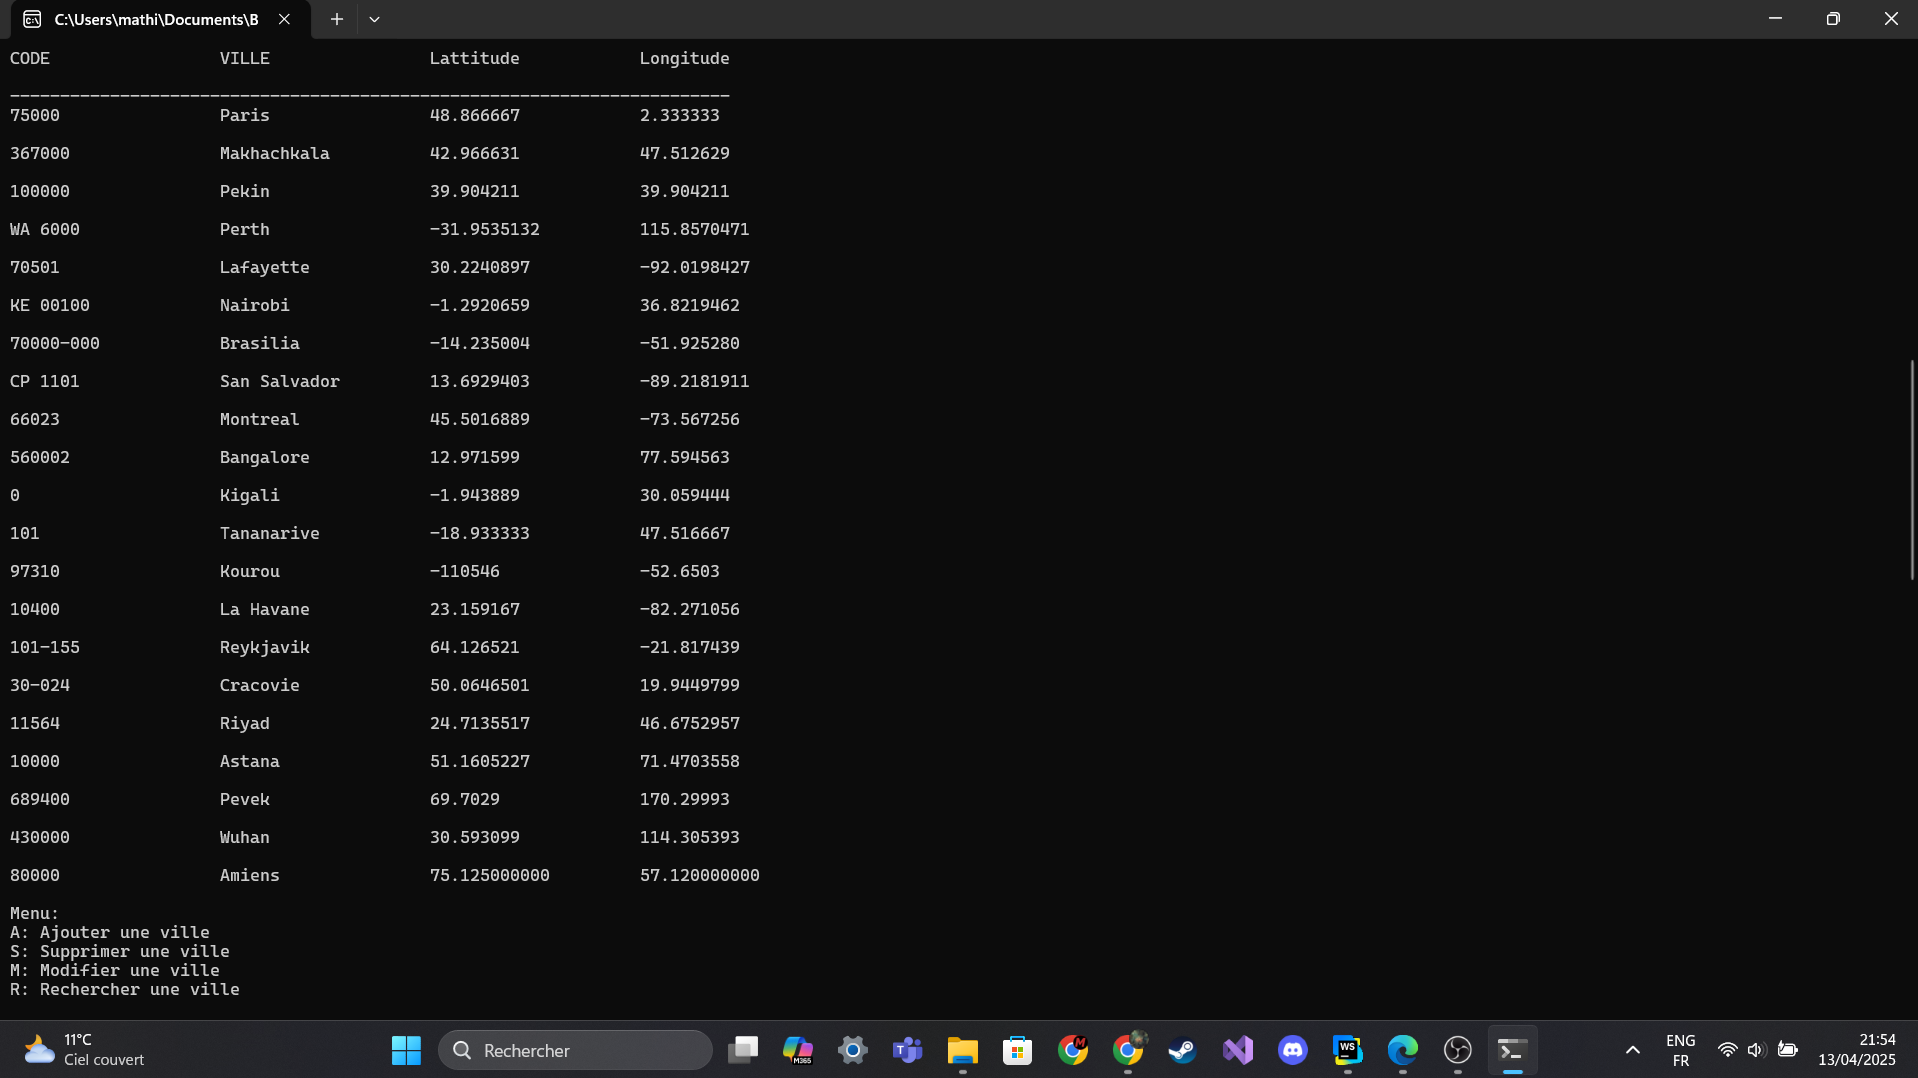 C:\Users\mathi\Documents\B
CODE VILLE Lattitude Longitude
________________________________________________________________________
75000 Paris 48.866667 2.333333
367000 Makhachkala 42.966631 47.512629
100000 Pekin 39.904211 39.904211
WA 6000 Perth -31.9535132 115.8570471
70501 Lafayette 30.2240897 -92.0198427
KE 00100 Nairobi -1.2920659 36.8219462
70000-000 Brasilia -14.235004 -51.925280
CP 1101 San Salvador 13.6929403 -89.2181911
66023 Montreal 45.5016889 -73.567256
560002 Bangalore 12.971599 77.594563
0 Kigali -1.943889 30.059444
101 Tananarive -18.933333 47.516667
97310 Kourou -110546 -52.6503
10400 La Havane 23.159167 -82.271056
101-155 Reykjavik 64.126521 -21.817439
30-024 Cracovie 50.0646501 19.9449799
11564 Riyad 24.7135517 46.6752957
10000 Astana 51.1605227 71.4703558
689400 Pevek 69.7029 170.29993
430000 Wuhan 30.593099 114.305393
80000 Amiens 75.125000000 57.120000000
Menu:
A: Ajouter une ville
S: Supprimer une ville
M: Modifier une ville
R: Rechercher une ville
11°C
Ciel couvert
Rechercher
M365
WS
ENG
FR
21:54
13/04/2025